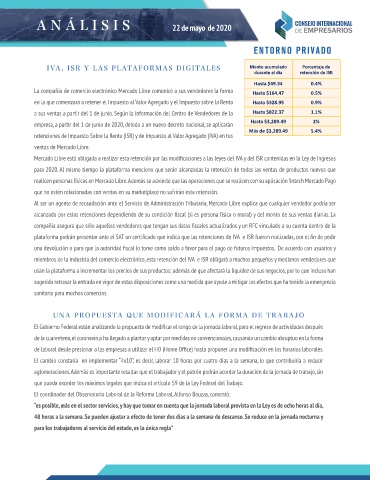 ANÁLISIS
22 de mayo de 2020
CONSEJO INTERNACIONAL
DE EMPRESARIOS
ENTORNO PRIVADO
IVA, ISR Y LAS PLATAFORMAS DIGITALES
La compañía de comercio electrónico Mercado Libre comunicó a sus vendedores la forma
en la que comenzará a retener el Impuesto al Valor Agregado y el Impuesto sobre la Renta
a sus ventas a partir del 1 de junio. Según la información del Centro de Vendedores de la
empresa, a partir del 1 de junio de 2020, debido a un nuevo decreto nacional, se aplicarán
retenciones de Impuesto Sobre la Renta (ISR) y de Impuesto al Valor Agregado (IVA) en tus
ventas de Mercado Libre.
Monto acumulado durante el día
Porcentaje de retención de ISR
Hasta $49.34 0.4%
Hasta $164.47 0.5%
Hasta $328.95 0.9%
Hasta $822.37 1.1%
Hasta $3,289.49 2%
Más de $3,289.49 5.4%
Mercado Libre está obligada a realizar esta retención por las modificaciones a las leyes del IVA y del ISR contenidas en la Ley de Ingresos
para 2020. Al mismo tiempo la plataforma menciono que serán alcanzadas la retención de todas las ventas de productos nuevos que
realicen personas físicas en Mercado Libre. Además se aclaró que las operaciones que se realicen con su aplicación fintech Mercado Pago
que no estén relacionadas con ventas en su marketplace no sufrirán esta retención.
Al ser un agente de recaudación ante el Servicio de Administración Tributaria, Mercado Libre explica que cualquier vendedor podría ser
alcanzado por estas retenciones dependiendo de su condición fiscal (si es persona física o moral) y del monto de sus ventas diarias. La
compañía asegura que sólo aquellos vendedores que tengan sus datos fiscales actualizados y un RFC vinculado a su cuenta dentro de la
plataforma podrán presentar ante el SAT un certificado que indica que las retenciones de IVA e ISR fueron realizadas, con el fin de pedir
una devolución o para que la autoridad fiscal lo tome como saldo a favor para el pago de futuros impuestos. De acuerdo con usuarios y
miembros de la industria del comercio electrónico, esta retención del IVA e ISR obligará a muchos pequeños y medianos vendedores que
usan la plataforma a incrementar los precios de sus productos; además de que afectará la liquidez de sus negocios, por lo que incluso han
sugerido retrasar la entrada en vigor de estas disposiciones como una medida que ayude a mitigar los efectos que ha tenido la emergencia
sanitaria para muchos comercios.
UNA PROPUESTA QUE MODIFICARÁ LA FORMA DE TRABAJO
El Gobierno Federal están analizando la propuesta de modificar el rango de la jornada laboral, para el regreso de actividades después
de la cuarentena, el coronavirus ha llegado a plantar y optar por medidas no convencionales, causando un cambio abruptivo en la forma
de laboral desde presionar a las empresas a utilizar el HO (Home Office) hasta proponer una modificación en los horarios laborales.
El cambio constaría en implementar "4x10", es decir, laborar 10 horas por cuatro días a la semana, lo que contribuiría a reducir
aglomeraciones. Además es importante resaltar que el trabajador y el patrón podrán acordar la duración de la jornada de trabajo, sin
que pueda exceder los máximos legales que indica el artículo 59 de la Ley Federal del Trabajo.
El coordinador del Observatorio Laboral de la Reforma Laboral, Alfonso Bouzas, comentó:
"es posible, más en el sector servicios, y hay que tomar en cuenta que la jornada laboral prevista en la Ley es de ocho horas al día,
48 horas a la semana. Se pueden ajustar a efecto de tener dos días a la semana de descanso. Se reduce en la jornada nocturna y
para los trabajadores al servicio del estado, es la única regla"